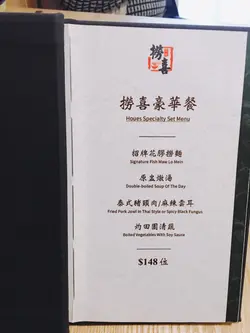 撈喜
撈喜豪華餐
Houes Specialty Set Menu
招牌花膠撈麵
Signature Fish Maw Lo Mein
原盅燉湯
Double-boiled Soup Of The Day
泰式豬頸肉/麻辣雲耳
Fried Pork Jowl in Thai Style or Spicy Black Fungus
灼田園清蔬
Boiled Vegetables With Soy Sauce
$148 位